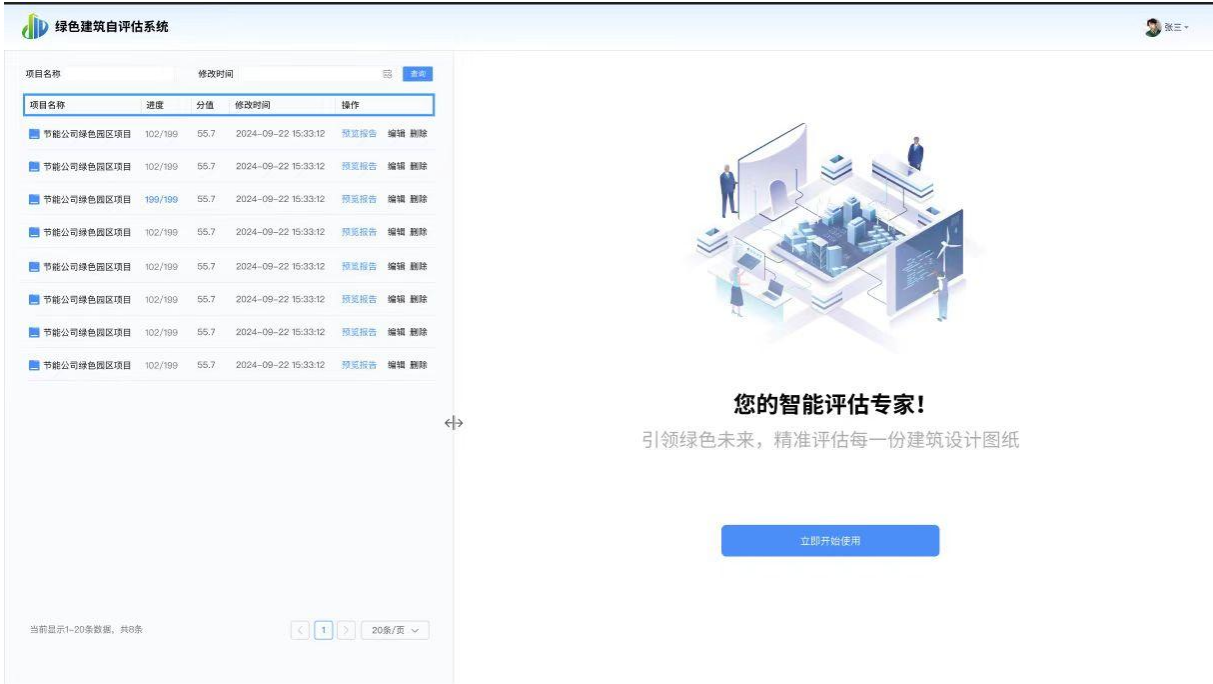 绿色建筑自评估系统
张三
项目名称 修改时间 查询
项目名称 进度 分值 修改时间 操作
节能公司绿色园区项目 102/199 55.7 2024-09-22 15:33:12 预览报告 编辑 删除
节能公司绿色园区项目 102/199 55.7 2024-09-22 15:33:12 预览报告 编辑 删除
节能公司绿色园区项目 199/199 55.7 2024-09-22 15:33:12 预览报告 编辑 删除
节能公司绿色园区项目 102/199 55.7 2024-09-22 15:33:12 预览报告 编辑 删除
节能公司绿色园区项目 102/199 55.7 2024-09-22 15:33:12 预览报告 编辑 删除
节能公司绿色园区项目 102/199 55.7 2024-09-22 15:33:12 预览报告 编辑 删除
节能公司绿色园区项目 102/199 55.7 2024-09-22 15:33:12 预览报告 编辑 删除
节能公司绿色园区项目 102/199 55.7 2024-09-22 15:33:12 预览报告 编辑 删除
当前显示1-20条数据，共8条 1 20条/页
您的智能评估专家！
引领绿色未来，精准评估每一份建筑设计图纸
立即开始使用